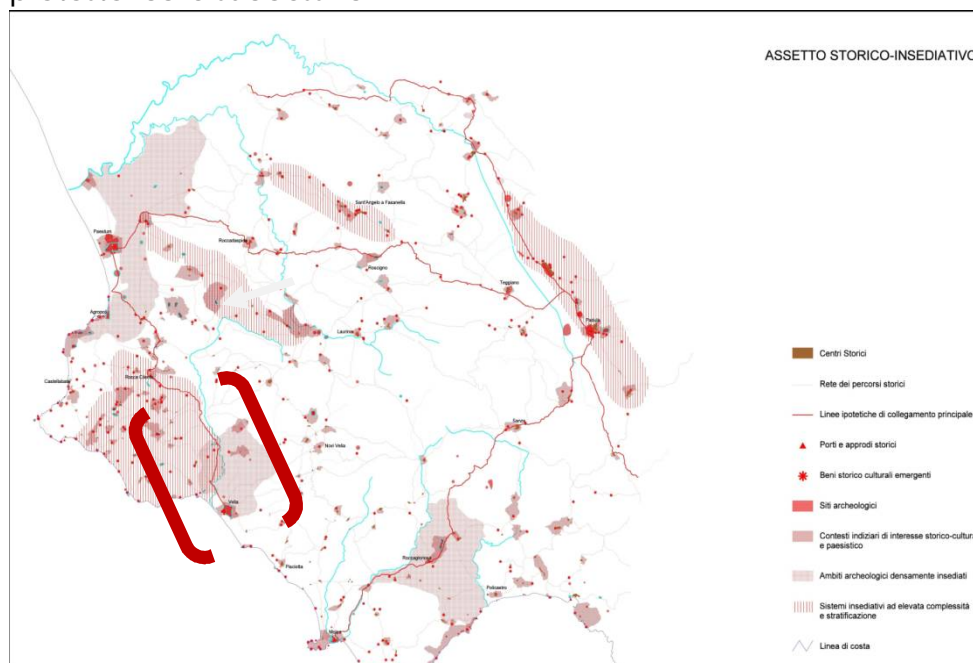 ASSETTO STORICO-INSEDIATIVO
Sant'Angelo a Fasanella
Paestum
Roccadaspide
Roscigno
Teggiano
Agropoli
Laurino
Padula
Castellabate
Rocca Cilento
Novi Velia
Velia
Pisciotta
Roccagloriosa
Policastro
Centri Storici
Rete dei percorsi storici
Linee ipotetiche di collegamento principale
Porti e approdi storici
Beni storico culturali emergenti
Siti archeologici
Contesti indiziari di interesse storico-cultura
e paesistico
Ambiti archeologici densamente insediati
Sistemi insediativi ad elevata complessità
e stratificazione
Linea di costa